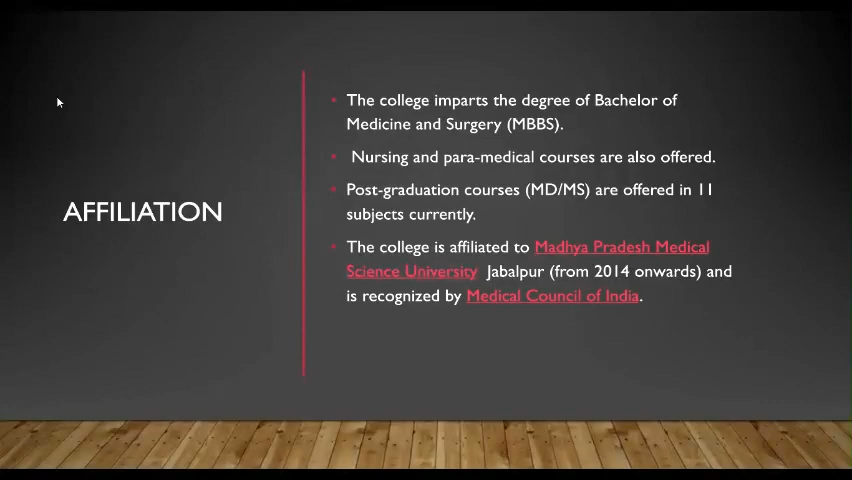 AFFILIATION
The college imparts the degree of Bachelor of
Medicine and Surgery (MBBS).
Nursing and para-medical courses are also offered.
Post-graduation courses (MD/MS) are offered in 11
subjects currently.
The college is affiliated to Madhya Pradesh Medical
Science University Jabalpur (from 2014 onwards) and
is recognized by Medical Council of India.